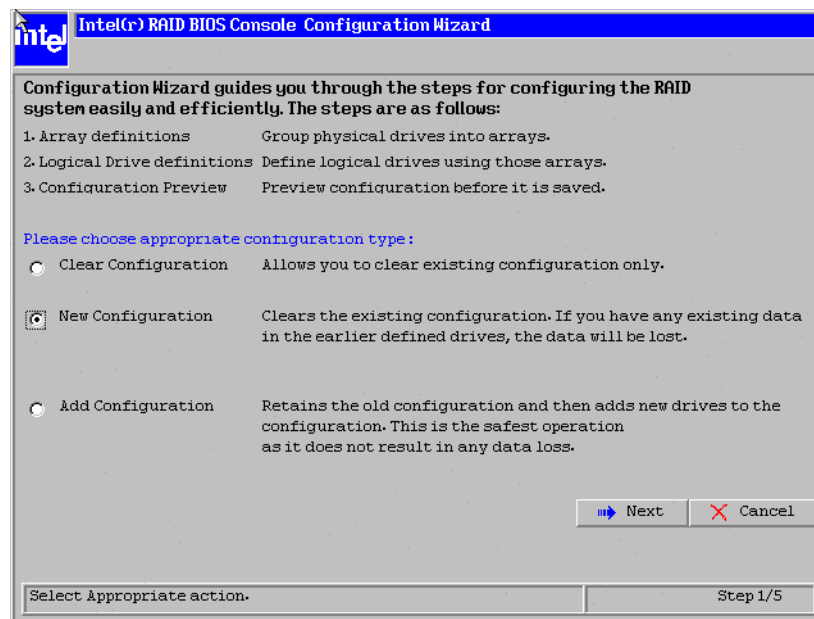 intel
Intel(r) RAID BIOS Console Configuration Wizard
Configuration Wizard guides you through the steps for configuring the RAID
system easily and efficiently. The steps are as follows:
1. Array definitions Group physical drives into arrays.
2. Logical Drive definitions Define logical drives using those arrays.
3. Configuration Preview Preview configuration before it is saved.
Please choose appropriate configuration type:
Clear Configuration Allows you to clear existing configuration only.
New Configuration Clears the existing configuration. If you have any existing data
in the earlier defined drives, the data will be lost.
Add Configuration Retains the old configuration and then adds new drives to the
configuration. This is the safest operation
as it does not result in any data loss.
Next Cancel
Select Appropriate action. Step 1/5